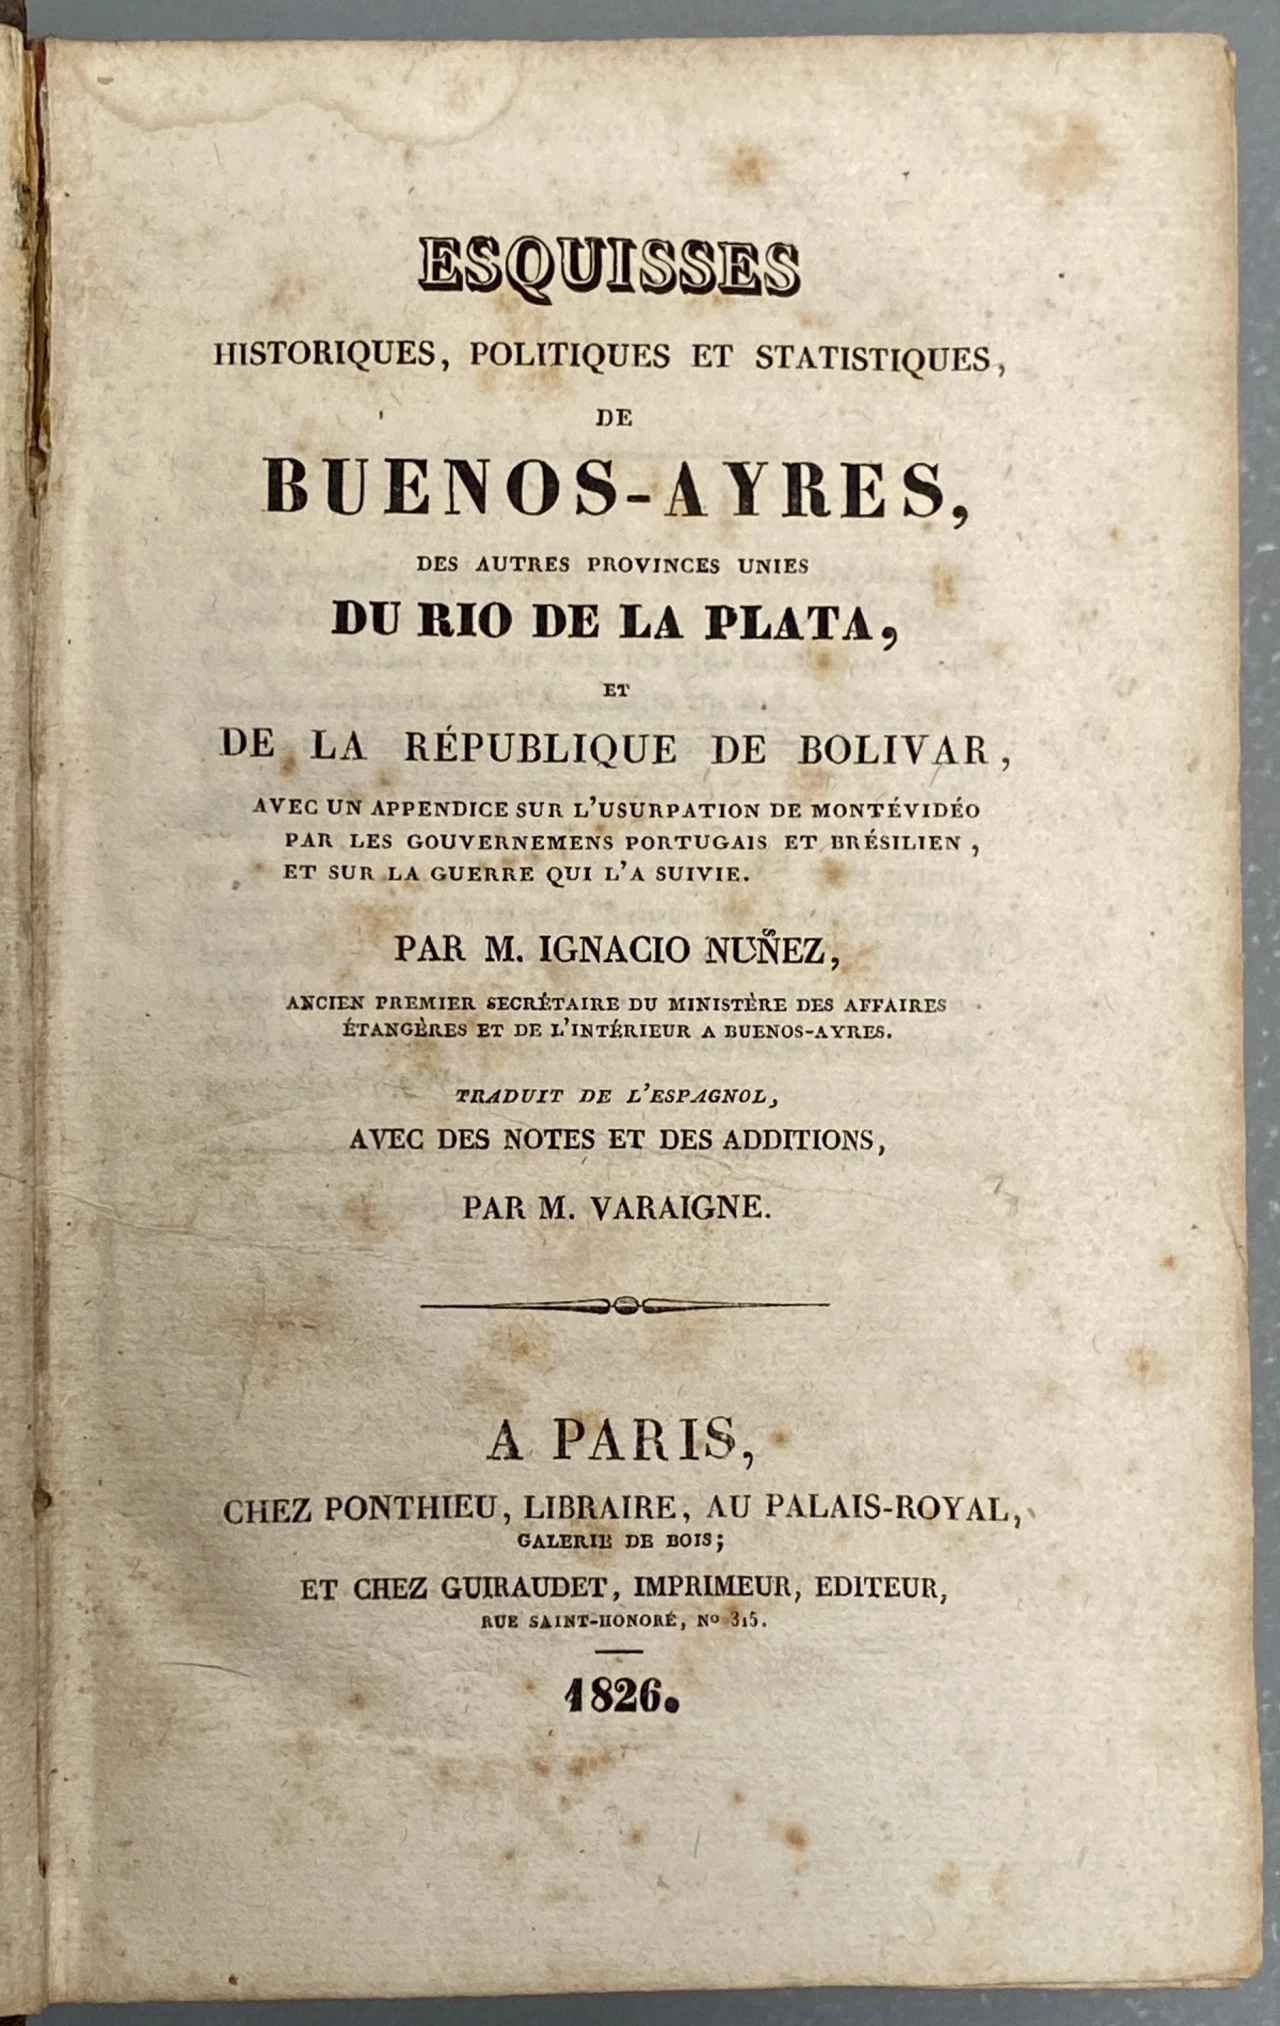 ESQUISSES
HISTORIQUES, POLITIQUES ET STATISTIQUES,
DE
BUENOS-AYRES,
DES AUTRES PROVINCES UNIES
DU RIO DE LA PLATA,
ET
DE LA RÉPUBLIQUE DE BOLIVAR,
AVEC UN APPENDICE SUR L'USURPATION DE MONTÉVIDÉO
PAR LES GOUVERNEMENS PORTUGAIS ET BRÉSILIEN,
ET SUR LA GUERRE QUI L'A SUIVIE.
PAR M. IGNACIO NUÑEZ,
ANCIEN PREMIER SECRÉTAIRE DU MINISTÈRE DES AFFAIRES
ÉTANGÈRES ET DE L'INTÉRIEUR A BUENOS-AYRES.
TRADUIT DE L'ESPAGNOL,
AVEC DES NOTES ET DES ADDITIONS,
PAR M. VARAIGNE.
A PARIS,
CHEZ PONTHIEU, LIBRAIRE, AU PALAIS-ROYAL,
GALERIE DE BOIS;
ET CHEZ GUIRAUDET, IMPRIMEUR, EDITEUR,
RUE SAINT-HONORÉ, No 315.
1826.